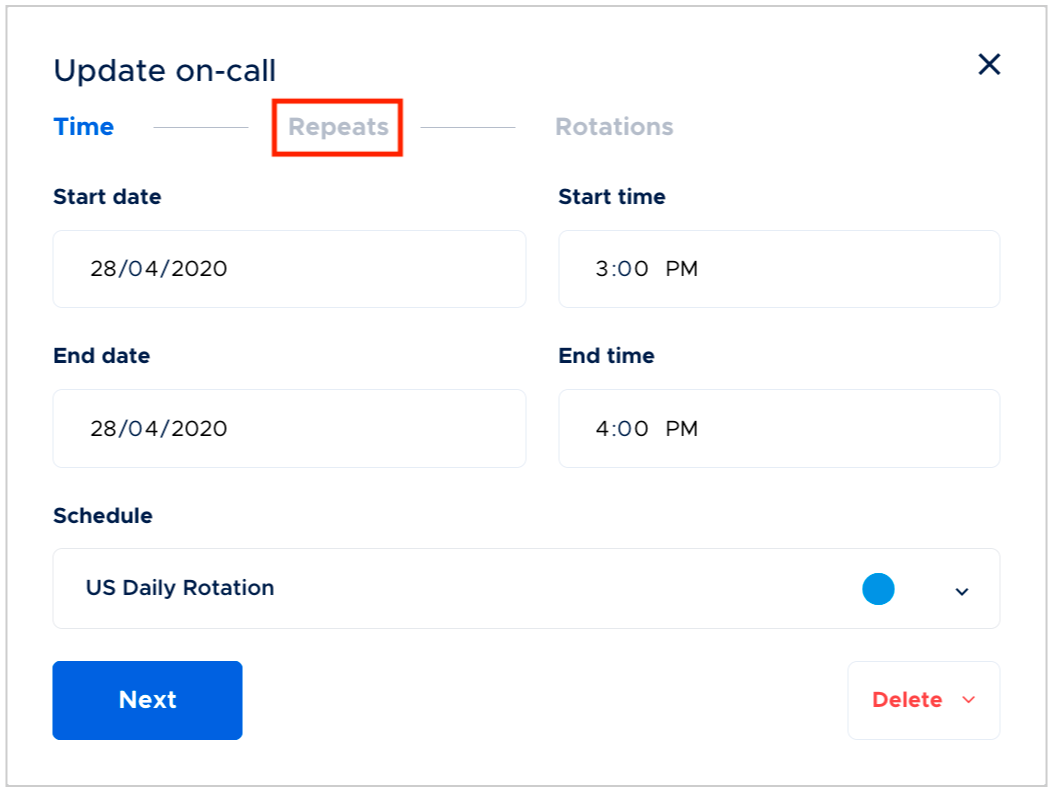 Update on-call
Time Repeats Rotations
Start date Start time
28/04/2020 3:00 PM
End date End time
28/04/2020 4:00 PM
Schedule
US Daily Rotation
Next Delete